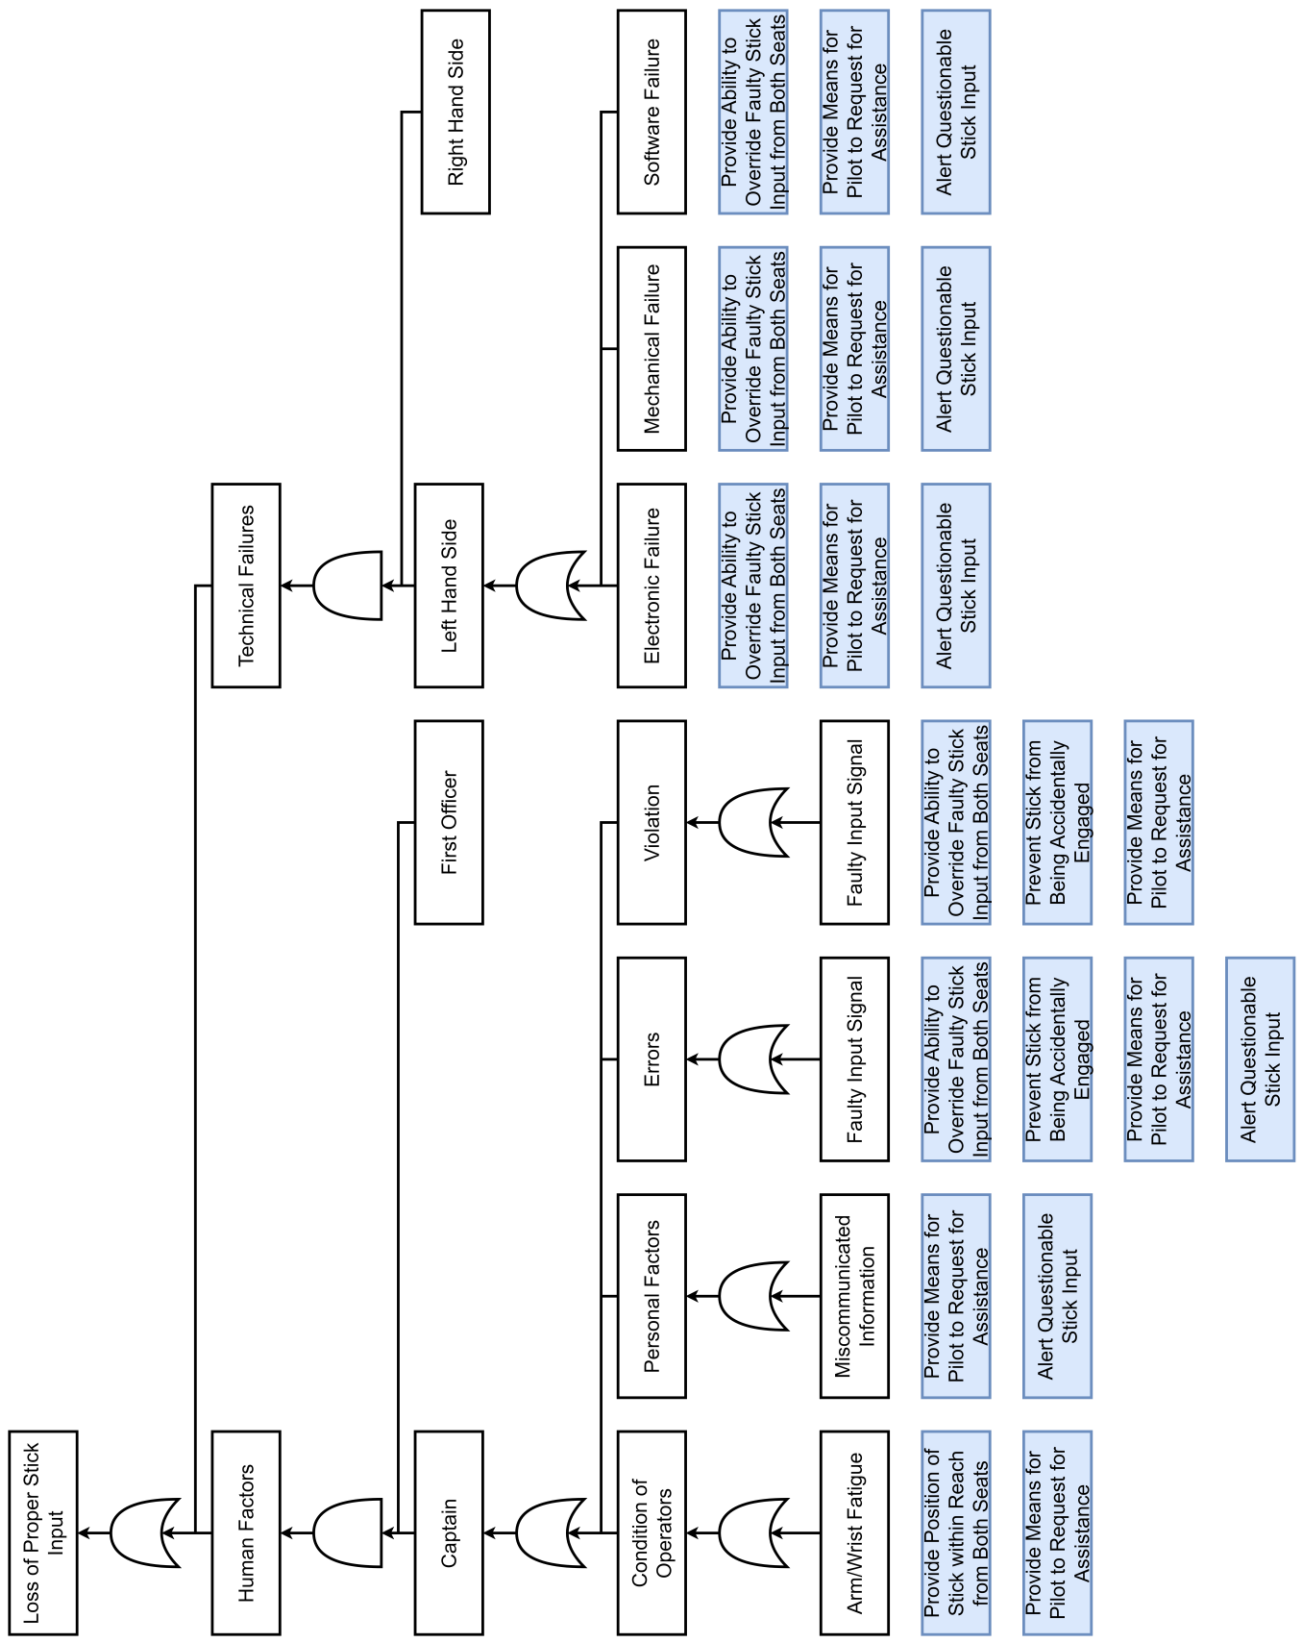 Loss of Proper Stick
Input
Human Factors
Technical Failures
Captain
First Officer
Left Hand Side
Right Hand Side
Condition of
Operators
Personal Factors
Errors
Violation
Electronic Failure
Mechanical Failure
Software Failure
Arm/Wrist Fatigue
Miscommunicated
Information
Faulty Input Signal
Faulty Input Signal
Provide Ability to
Override Faulty Stick
Input from Both Seats
Provide Ability to
Override Faulty Stick
Input from Both Seats
Provide Ability to
Override Faulty Stick
Input from Both Seats
Provide Means for
Pilot to Request for
Assistance
Provide Means for
Pilot to Request for
Assistance
Provide Means for
Pilot to Request for
Assistance
Provide Position of
Stick within Reach
from Both Seats
Provide Means for
Pilot to Request for
Assistance
Provide Ability to
Override Faulty Stick
Input from Both Seats
Provide Ability to
Override Faulty Stick
Input from Both Seats
Alert Questionable
Stick Input
Alert Questionable
Stick Input
Alert Questionable
Stick Input
Provide Means for
Pilot to Request for
Assistance
Alert Questionable
Stick Input
Prevent Stick from
Being Accidentally
Engaged
Prevent Stick from
Being Accidentally
Engaged
Provide Means for
Pilot to Request for
Assistance
Provide Means for
Pilot to Request for
Assistance
Alert Questionable
Stick Input